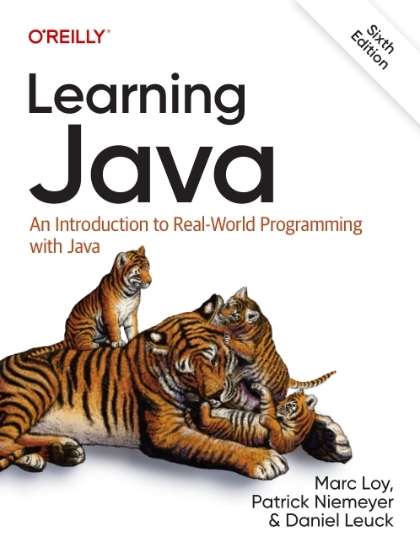 O'REILLY®
Sixth
Edition
Learning
Java
An Introduction to Real-World Programming
with Java
Marc Loy,
Patrick Niemeyer
& Daniel Leuck